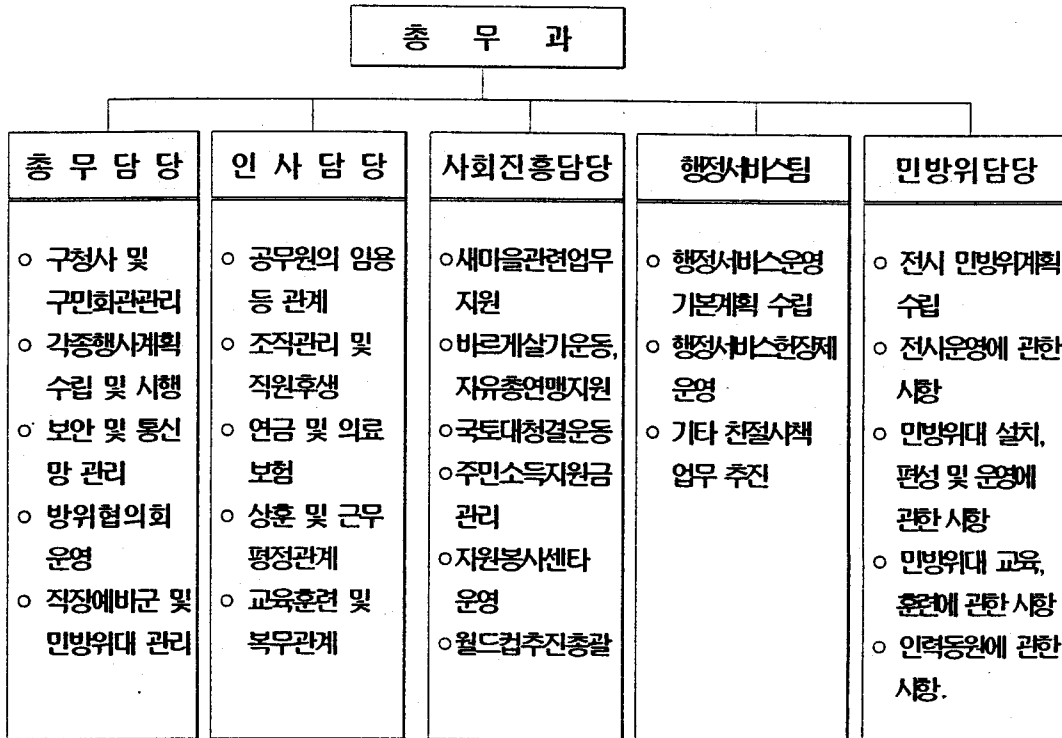 총 무 과
총 무 담 당
○ 구청사 및
구민회관관리
○ 각종행사계획
수립 및 시행
○ 보안 및 통신
망 관리
○ 방위협의회
운영
○ 직장예비군 및
민방위대 관리
인 사 담 당
○ 공무원의 임용
등 관계
○ 조직관리 및
직원후생
○ 연금 및 의료
보험
○ 상훈 및 근무
평정관계
○ 교육훈련 및
복무관계
사회진흥담당
○새마을관련업무
지원
○바르게살기운동,
자유총연맹지원
○국토대청결운동
○주민소득지원금
관리
○자원봉사센타
운영
○월드컵추진총괄
행정서비스팀
○ 행정서비스운영
기본계획 수립
○ 행정서비스헌장제
운영
○ 기타 친절시책
업무 추진
민방위담당
○ 전시 민방위계획
수립
○ 전시운영에 관한
사항
○ 민방위대 설치,
편성 및 운영에
관한 사항
○ 민방위대 교육,
훈련에 관한 사항
○ 인력동원에 관한
사항.